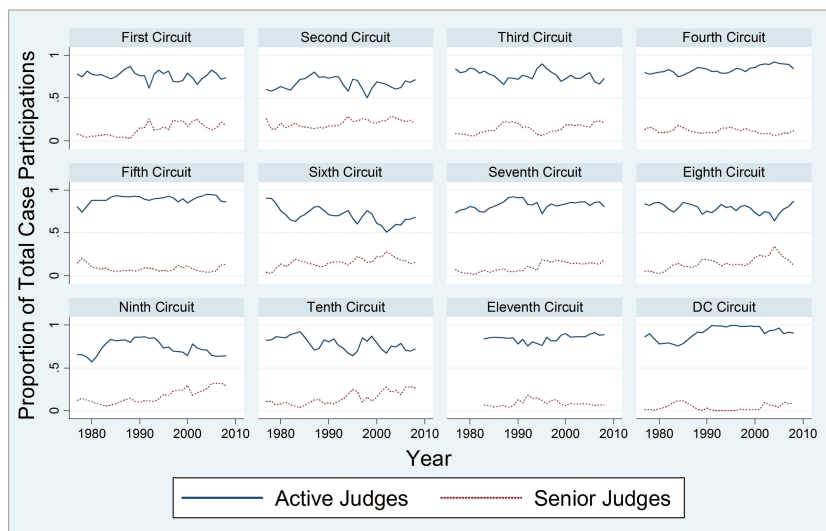 First Circuit Second Circuit Third Circuit Fourth Circuit
1
.5
0
Fifth Circuit Sixth Circuit Seventh Circuit Eighth Circuit
1
.5
0
Ninth Circuit Tenth Circuit Eleventh Circuit DC Circuit
1
.5
0
1980 1990 2000 2010 1980 1990 2000 2010 1980 1990 2000 2010 1980 1990 2000 2010
Proportion of Total Case Participations
Year
Active Judges Senior Judges